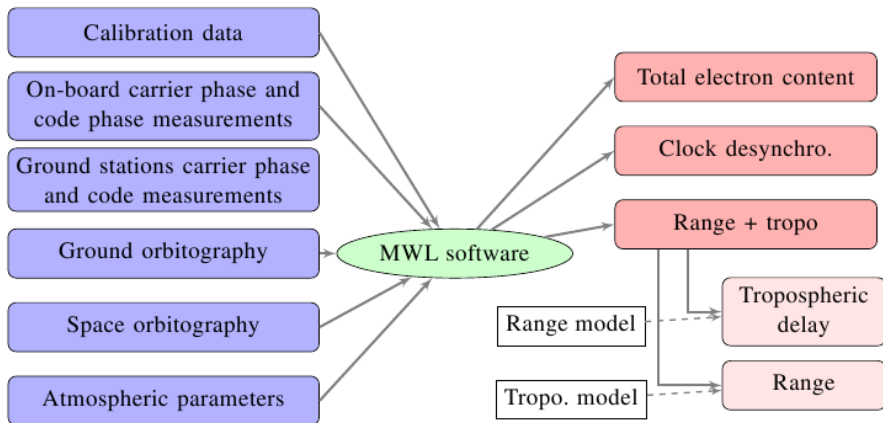 Calibration data
On-board carrier phase and
code phase measurements
Ground stations carrier phase
and code measurements
Ground orbitography
Space orbitography
Atmospheric parameters
MWL software
Total electron content
Clock desynchro.
Range + tropo
Tropospheric
delay
Range model
Range
Tropo. model